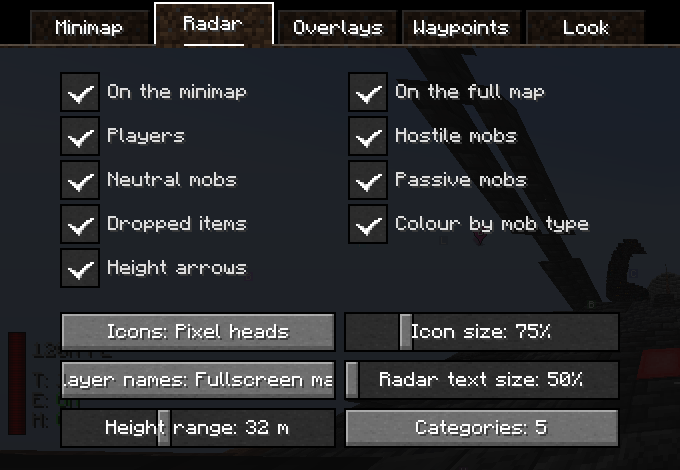 Minimap Radar Overlays Waypoints Look
On the minimap
On the full map
Players
Hostile mobs
Neutral mobs
Passive mobs
Dropped items
Colour by mob type
Height arrows
Icons: Pixel heads
Icon size: 75%
ayer names: Fullscreen ma
Radar text size: 50%
Height range: 32 m
Categories: 5
T:
E: